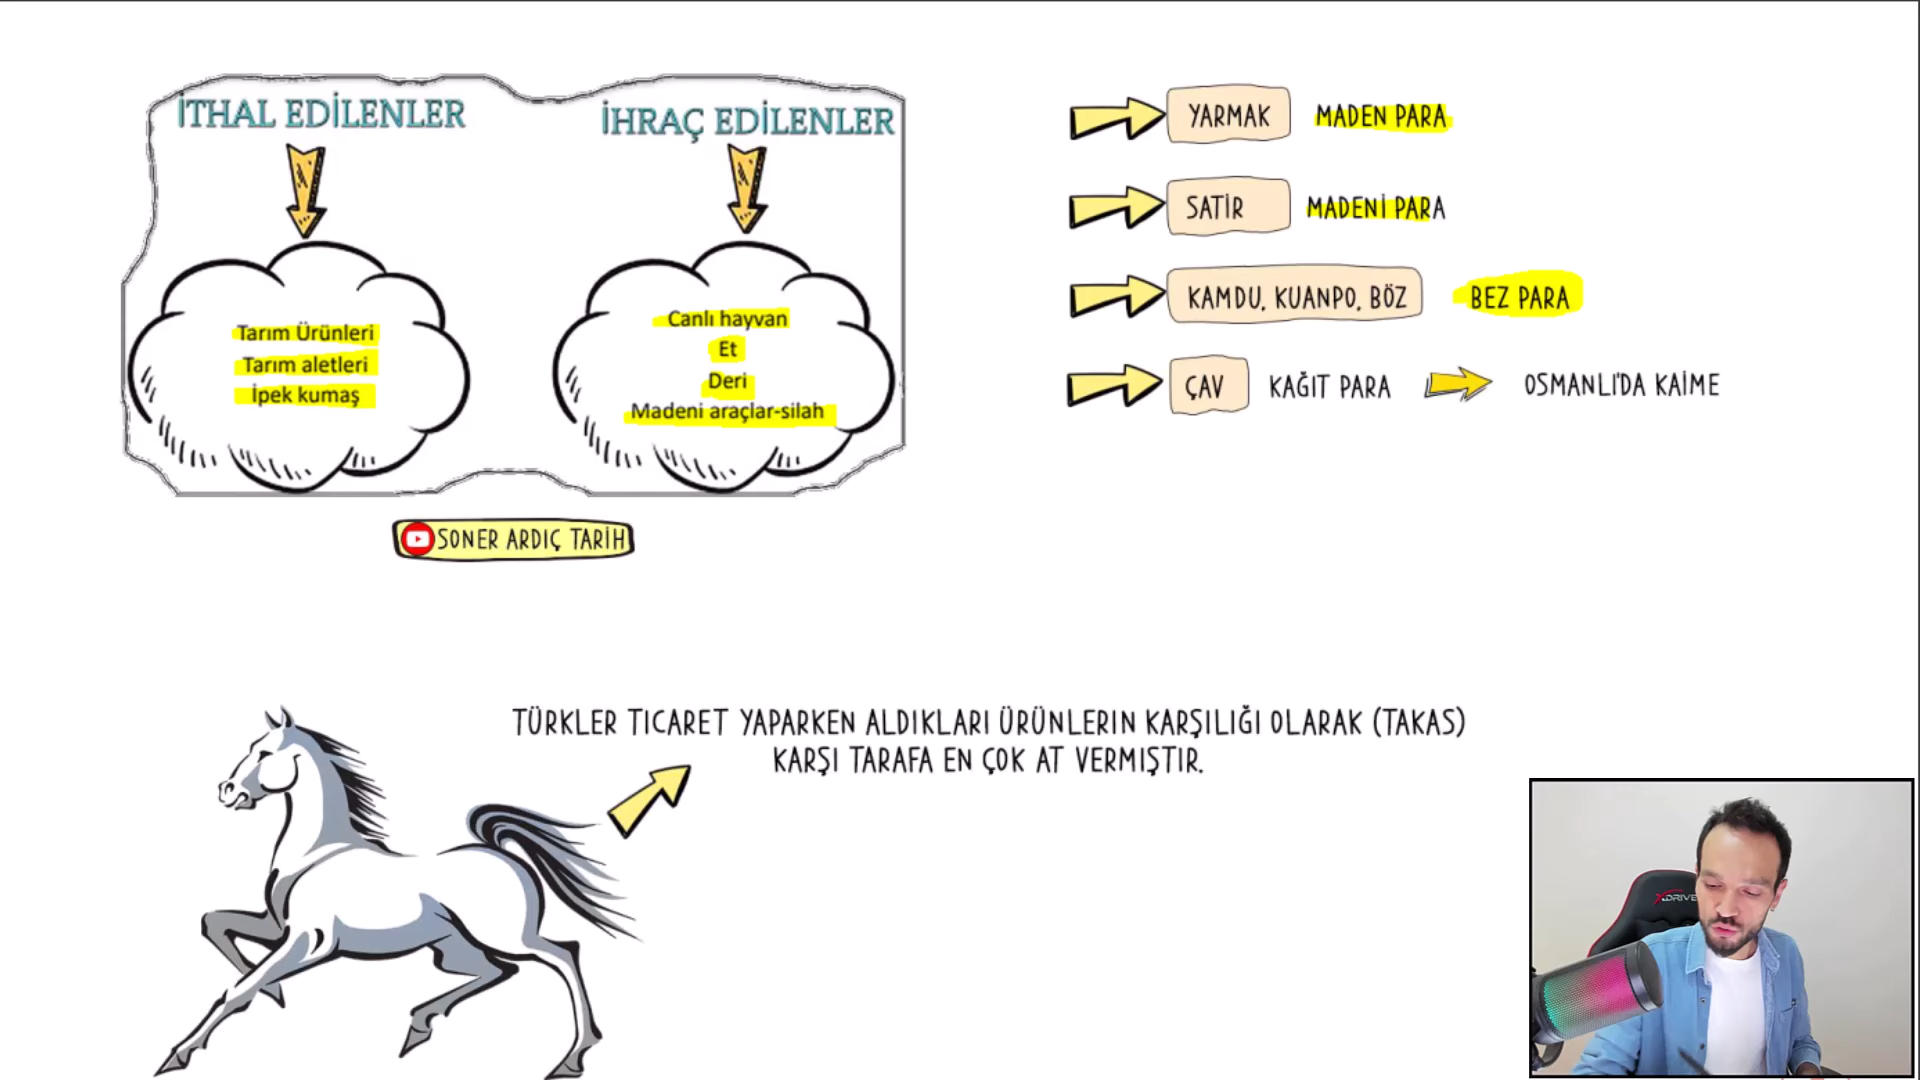 İTHAL EDİLENLER
Tarım Ürünleri
Tarım aletleri
İpek kumaş
İHRAÇ EDİLENLER
Canlı hayvan
Et
Deri
Madeni araçlar-silah
SONER ARDIÇ TARİH
YARMAK MADEN PARA
SATİR MADENİ PARA
KAMDU, KUANPO, BÖZ BEZ PARA
ÇAV KAĞIT PARA OSMANLI'DA KAİME
TÜRKLER TICARET YAPARKEN ALDIKLARI ÜRÜNLERIN KARŞILIĞI OLARAK (TAKAS)
KARŞI TARAFA EN ÇOK AT VERMIŞTIR.
XDRIVE